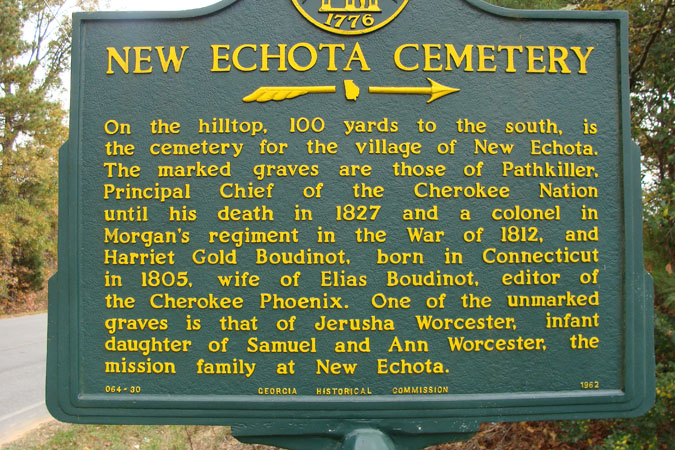 1776
NEW ECHOTA CEMETERY
On the hilltop, 100 yards to the south, is
the cemetery for the village of New Echota.
The marked graves are those of Pathkiller,
Principal Chief of the Cherokee Nation
until his death in 1827 and a colonel in
Morgan's regiment in the War of 1812, and
Harriet Gold Boudinot, born in Connecticut
in 1805, wife of Elias Boudinot, editor of
the Cherokee Phoenix. One of the unmarked
graves is that of Jerusha Worcester, infant
daughter of Samuel and Ann Worcester, the
mission family at New Echota.
064-30 GEORGIA HISTORICAL COMMISSION 1962